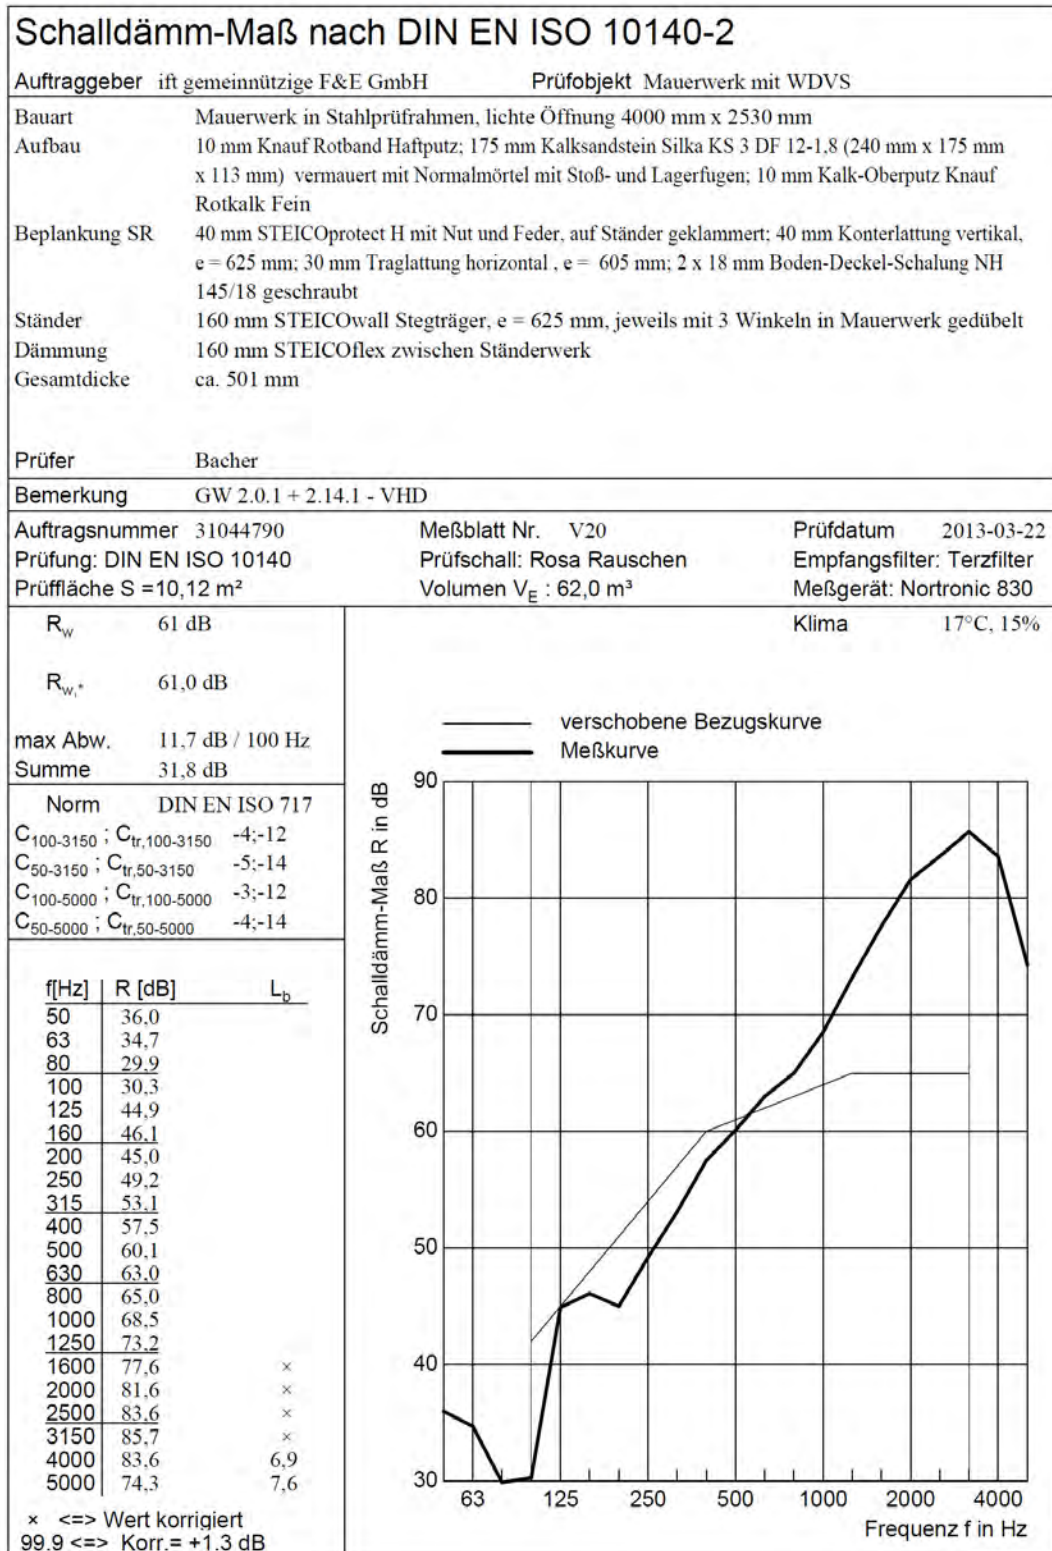 Schalldämm-Maß nach DIN EN ISO 10140-2
Auftraggeber ift gemeinnützige F&E GmbH Prüfobjekt Mauerwerk mit WDVS
Bauart Mauerwerk in Stahlprüfrahmen, lichte Öffnung 4000 mm x 2530 mm
Aufbau 10 mm Knauf Rotband Haftputz; 175 mm Kalksandstein Silka KS 3 DF 12-1,8 (240 mm x 175 mm
x 113 mm) vermauert mit Normalmörtel mit Stoß- und Lagerfugen; 10 mm Kalk-Oberputz Knauf
Rotkalk Fein
Beplankung SR 40 mm STEICOprotect H mit Nut und Feder, auf Ständer geklammert; 40 mm Konterlattung vertikal,
e = 625 mm; 30 mm Traglattung horizontal , e = 605 mm; 2 x 18 mm Boden-Deckel-Schalung NH
145/18 geschraubt
Ständer 160 mm STEICOwall Stegträger, e = 625 mm, jeweils mit 3 Winkeln in Mauerwerk gedübelt
Dämmung 160 mm STEICOflex zwischen Ständerwerk
Gesamtdicke ca. 501 mm
Prüfer Bacher
Bemerkung GW 2.0.1 + 2.14.1 - VHD
Auftragsnummer 31044790 Meßblatt Nr. V20 Prüfdatum 2013-03-22
Prüfung: DIN EN ISO 10140 Prüfschall: Rosa Rauschen Empfangsfilter: Terzfilter
Prüffläche S =10,12 m² Volumen VE : 62,0 m³ Meßgerät: Nortronic 830
Rw 61 dB
Klima 17°C, 15%
Rw,* 61,0 dB
max Abw. 11,7 dB / 100 Hz
Summe 31,8 dB
Norm DIN EN ISO 717
C100-3150 ; Ctr,100-3150 -4;-12
C50-3150 ; Ctr,50-3150 -5;-14
C100-5000 ; Ctr,100-5000 -3;-12
C50-5000 ; Ctr,50-5000 -4;-14
f[Hz] R [dB] Lb
50 36,0
63 34,7
80 29,9
100 30,3
125 44,9
160 46,1
200 45,0
250 49,2
315 53,1
400 57,5
500 60,1
630 63,0
800 65,0
1000 68,5
1250 73,2
1600 77,6 ×
2000 81,6 ×
2500 83,6 ×
3150 85,7 ×
4000 83,6 6,9
5000 74,3 7,6
× <=> Wert korrigiert
99.9 <=> Korr.= +1,3 dB
verschobene Bezugskurve
Meßkurve
Schalldämm-Maß R in dB
90
80
70
60
50
40
30
63 125 250 500 1000 2000 4000
Frequenz f in Hz